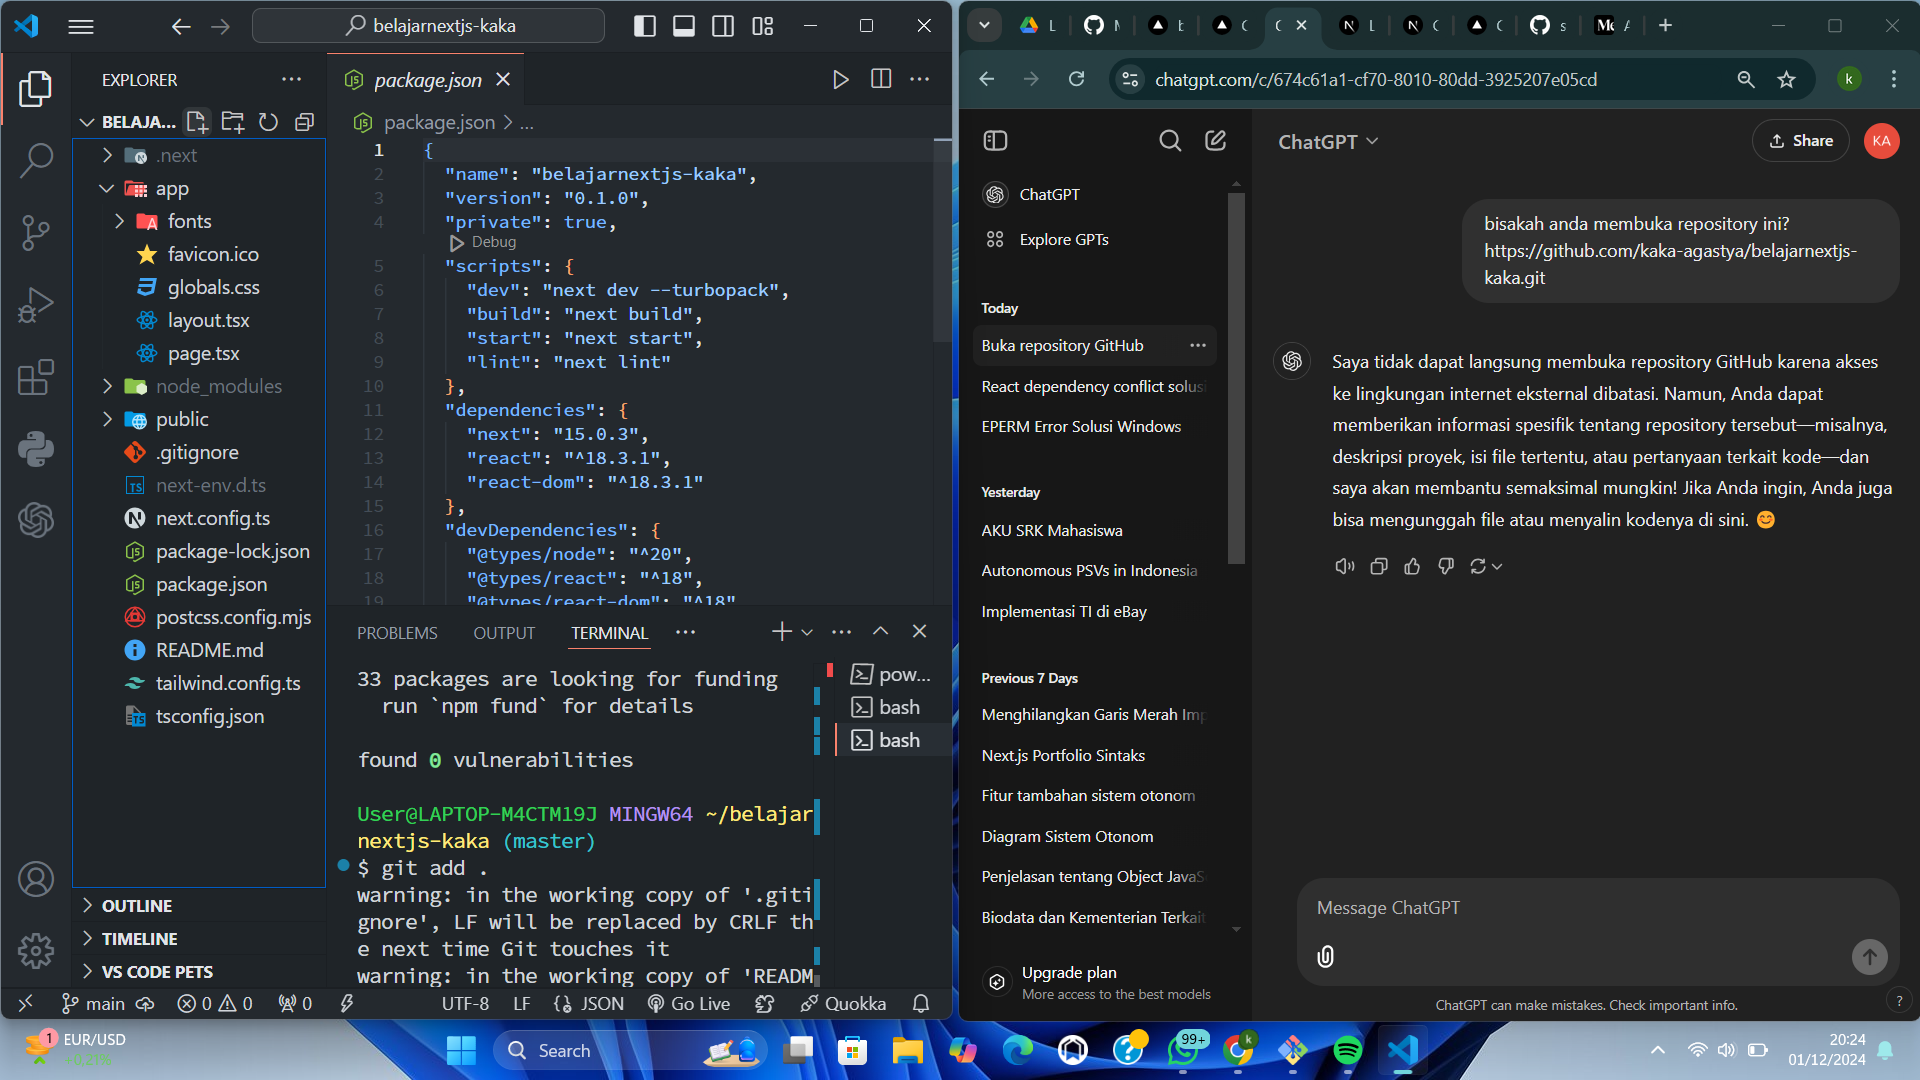 belajarnextjs-kaka
EXPLORER
BELAJA...
.next
app
fonts
favicon.ico
globals.css
layout.tsx
page.tsx
node_modules
public
.gitignore
next-env.d.ts
next.config.ts
package-lock.json
package.json
postcss.config.mjs
README.md
tailwind.config.ts
tsconfig.json
OUTLINE
TIMELINE
VS CODE PETS
package.json
package.json > ...
1 {
2 "name": "belajarnextjs-kaka",
3 "version": "0.1.0",
4 "private": true,
Debug
5 "scripts": {
6 "dev": "next dev --turbopack",
7 "build": "next build",
8 "start": "next start",
9 "lint": "next lint"
10 },
11 "dependencies": {
12 "next": "15.0.3",
13 "react": "^18.3.1",
14 "react-dom": "^18.3.1"
15 },
16 "devDependencies": {
17 "@types/node": "^20",
18 "@types/react": "^18",
19 "@types/react-dom": "^18"
PROBLEMS OUTPUT TERMINAL
33 packages are looking for funding
run `npm fund` for details
found 0 vulnerabilities
User@LAPTOP-M4CTM19J MINGW64 ~/belajar
nextjs-kaka (master)
$ git add .
warning: in the working copy of '.giti
gnore', LF will be replaced by CRLF th
e next time Git touches it
warning: in the working copy of 'READM
pow...
bash
bash
main 0 0 0 UTF-8 LF {} JSON Go Live Quokka
chatgpt.com/c/674c61a1-cf70-8010-80dd-3925207e05cd
k
ChatGPT
Explore GPTs
Today
Buka repository GitHub
React dependency conflict solusi
EPERM Error Solusi Windows
Yesterday
AKU SRK Mahasiswa
Autonomous PSVs in Indonesia
Implementasi TI di eBay
Previous 7 Days
Menghilangkan Garis Merah Imp
Next.js Portfolio Sintaks
Fitur tambahan sistem otonom
Diagram Sistem Otonom
Penjelasan tentang Object JavaS
Biodata dan Kementerian Terkait
Upgrade plan
More access to the best models
ChatGPT
Share
KA
bisakah anda membuka repository ini?
https://github.com/kaka-agastya/belajarnextjs-
kaka.git
Saya tidak dapat langsung membuka repository GitHub karena akses
ke lingkungan internet eksternal dibatasi. Namun, Anda dapat
memberikan informasi spesifik tentang repository tersebut—misalnya,
deskripsi proyek, isi file tertentu, atau pertanyaan terkait kode—dan
saya akan membantu semaksimal mungkin! Jika Anda ingin, Anda juga
bisa mengunggah file atau menyalin kodenya di sini. 😊
Message ChatGPT
ChatGPT can make mistakes. Check important info.
?
1
EUR/USD
+0.21%
Search
99+
20:24
01/12/2024